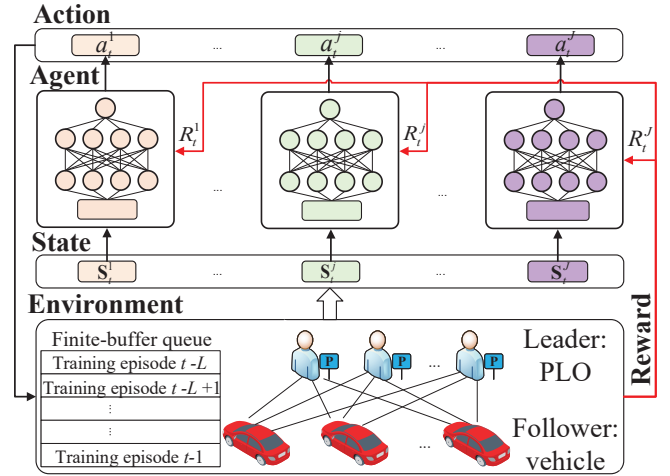 Action
a_t^1 ... a_t^j ... a_t^J
Agent
R_t^1 R_t^j R_t^J
... ...
State
S_t^1 ... S_t^j ... S_t^J
Environment
Reward
Finite-buffer queue
Training episode t -L
Training episode t -L +1
⋮
⋮
Training episode t-1
P P ... P
...
Leader:
PLO
Follower:
vehicle